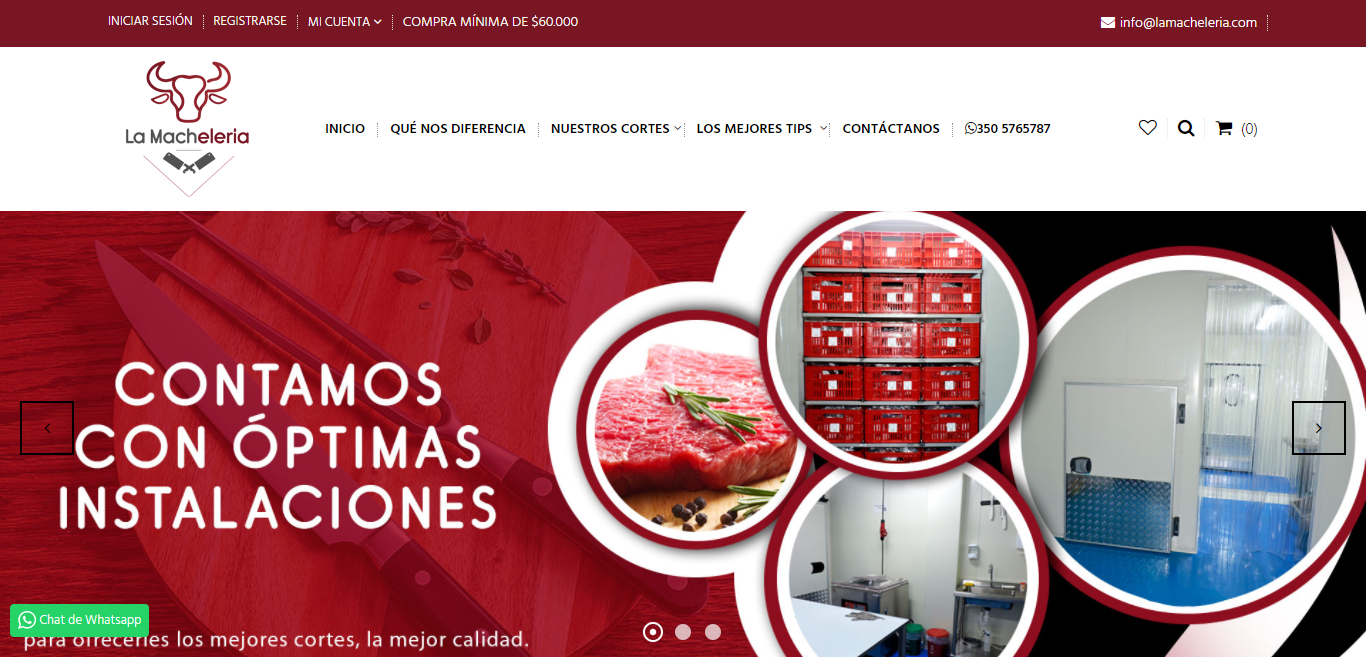 INICIAR SESIÓN
REGISTRARSE
MI CUENTA
COMPRA MÍNIMA DE $60.000
info@lamacheleria.com
La Macheleria
INICIO
QUÉ NOS DIFERENCIA
NUESTROS CORTES
LOS MEJORES TIPS
CONTÁCTANOS
350 5765787
(0)
CONTAMOS
CON ÓPTIMAS
INSTALACIONES
Chat de Whatsapp
para ofrecerles los mejores cortes, la mejor calidad.